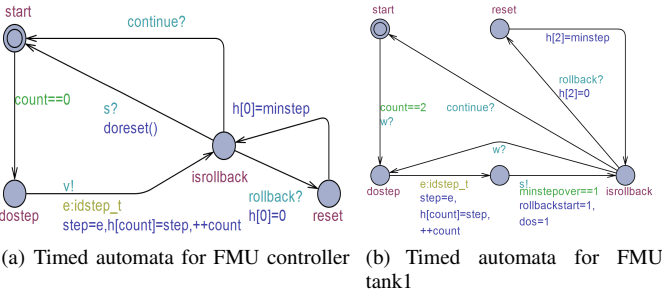 start
continue?
count==0
s?
doreset()
h[0]=minstep
isrollback
v!
e:idstep_t
step=e,h[count]=step,++count
dostep
rollback?
h[0]=0
reset
(a) Timed automata for FMU controller
start
reset
h[2]=minstep
rollback?
h[2]=0
count==2
w?
continue?
w?
dostep
e:idstep_t
step=e,
h[count]=step,
++count
s!
minstepover==1
rollbackstart=1,
dos=1
isrollback
(b) Timed automata for FMU
tank1